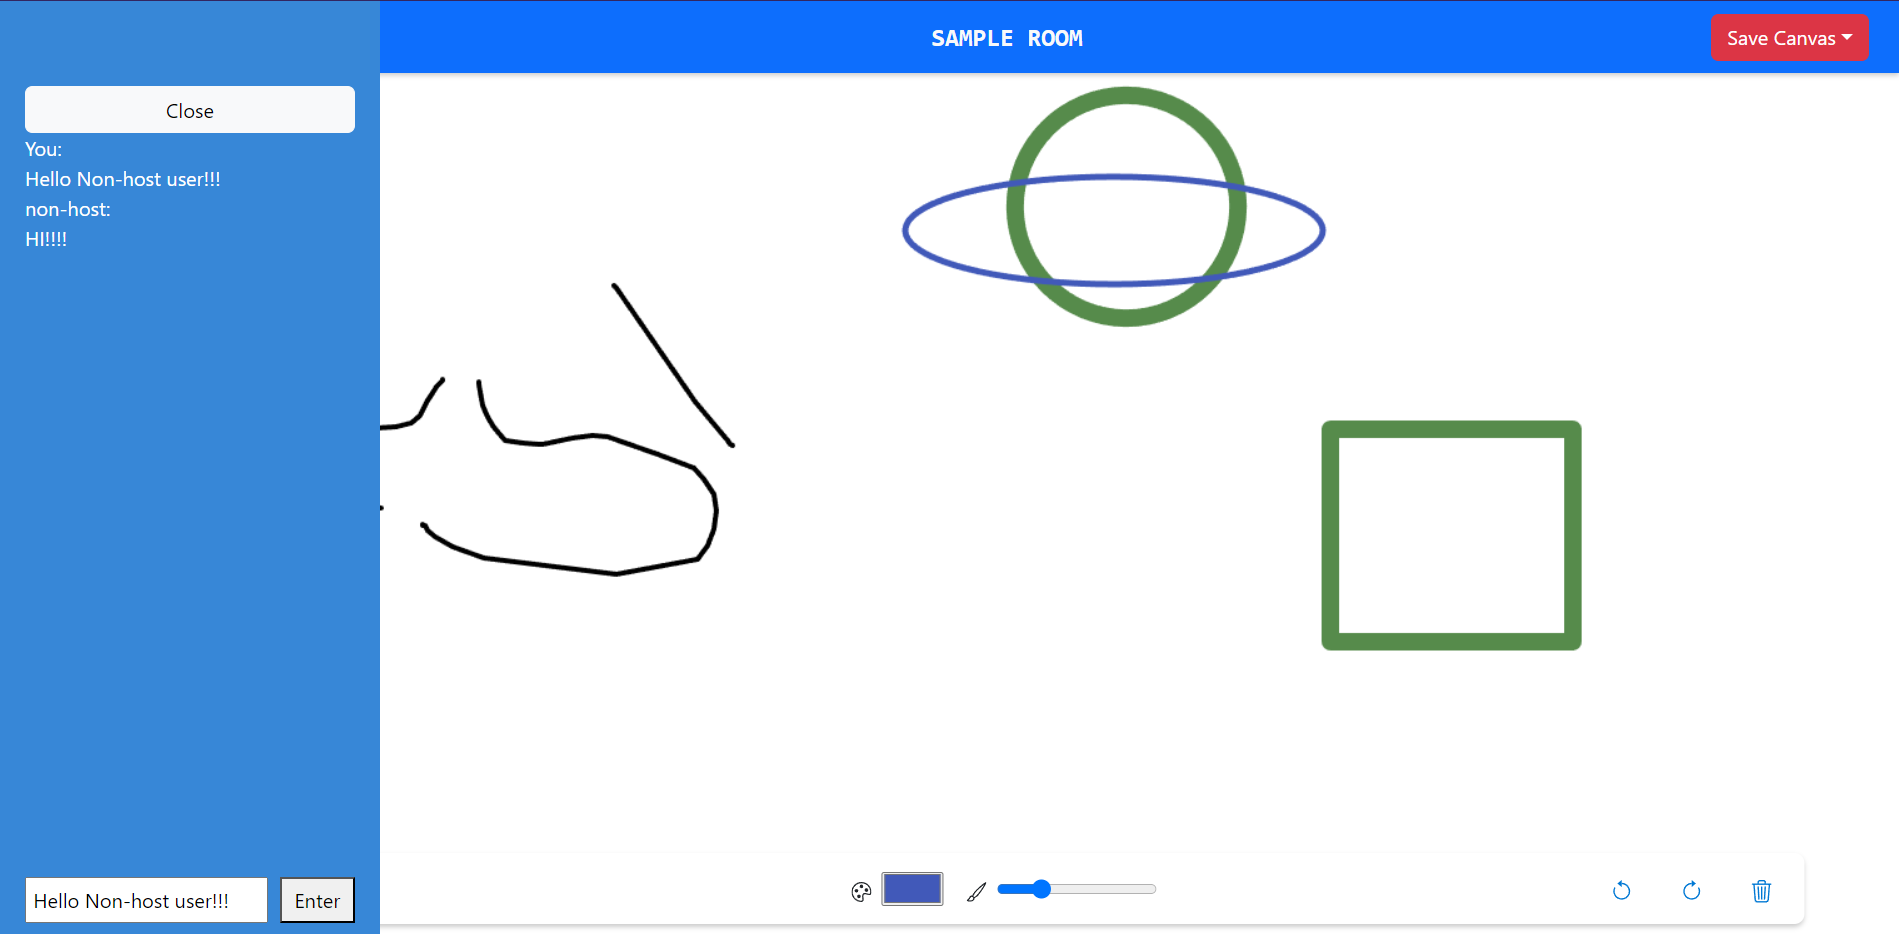 SAMPLE ROOM
Save Canvas
Close
You:
Hello Non-host user!!!
non-host:
HI!!!!
Hello Non-host user!!!
Enter